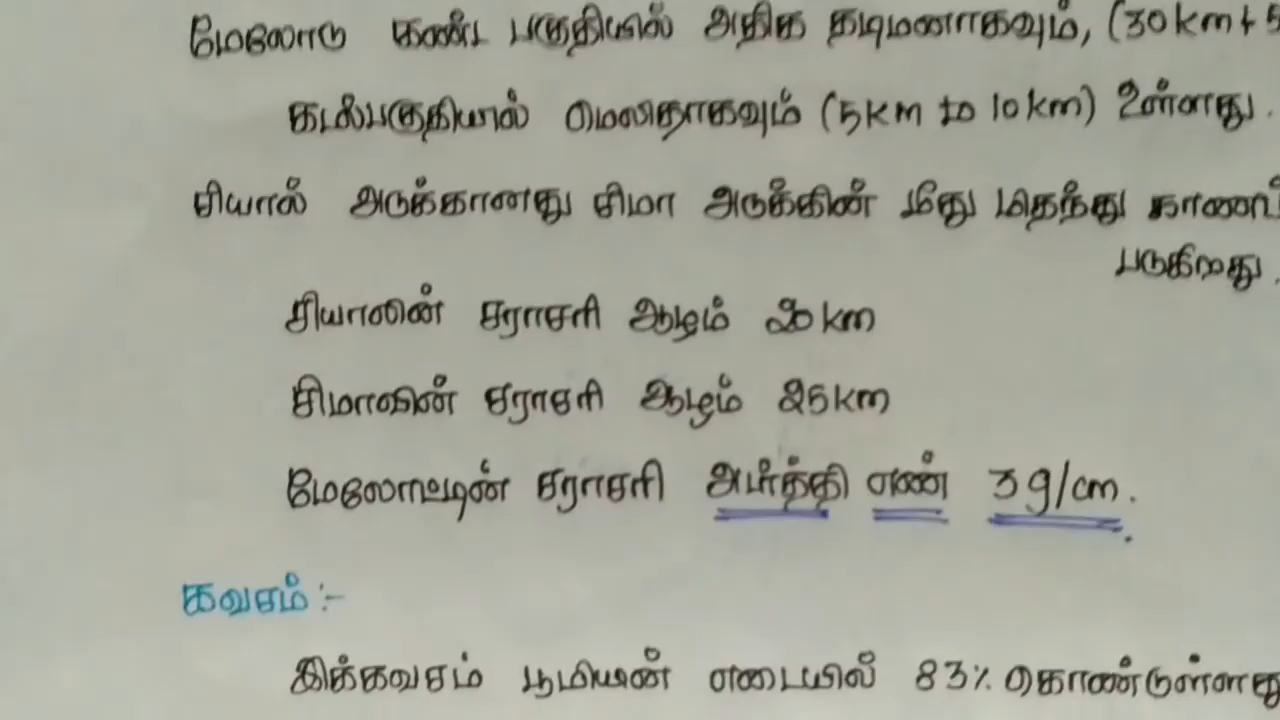 மேலோடு கண்ட பகுதியில் அதிக தடிமனாகவும், (30km + 5
கடல்பகுதியில் மெலிதாகவும் (5km to 10km) உள்ளது.
சியால் அடுக்கானது சிமா அடுக்கின் மீது மிதந்து காணப்
படுகிறது.
சியாலின் சராசரி ஆழம் 20km
சிமாவின் சராசரி ஆழம் 25km
மேலோட்டின் சராசரி அடர்த்தி எண் 3g/cm.
கவசம் :-
இக்கவசம் பூமியின் எடையில் 83% கொண்டுள்ளது